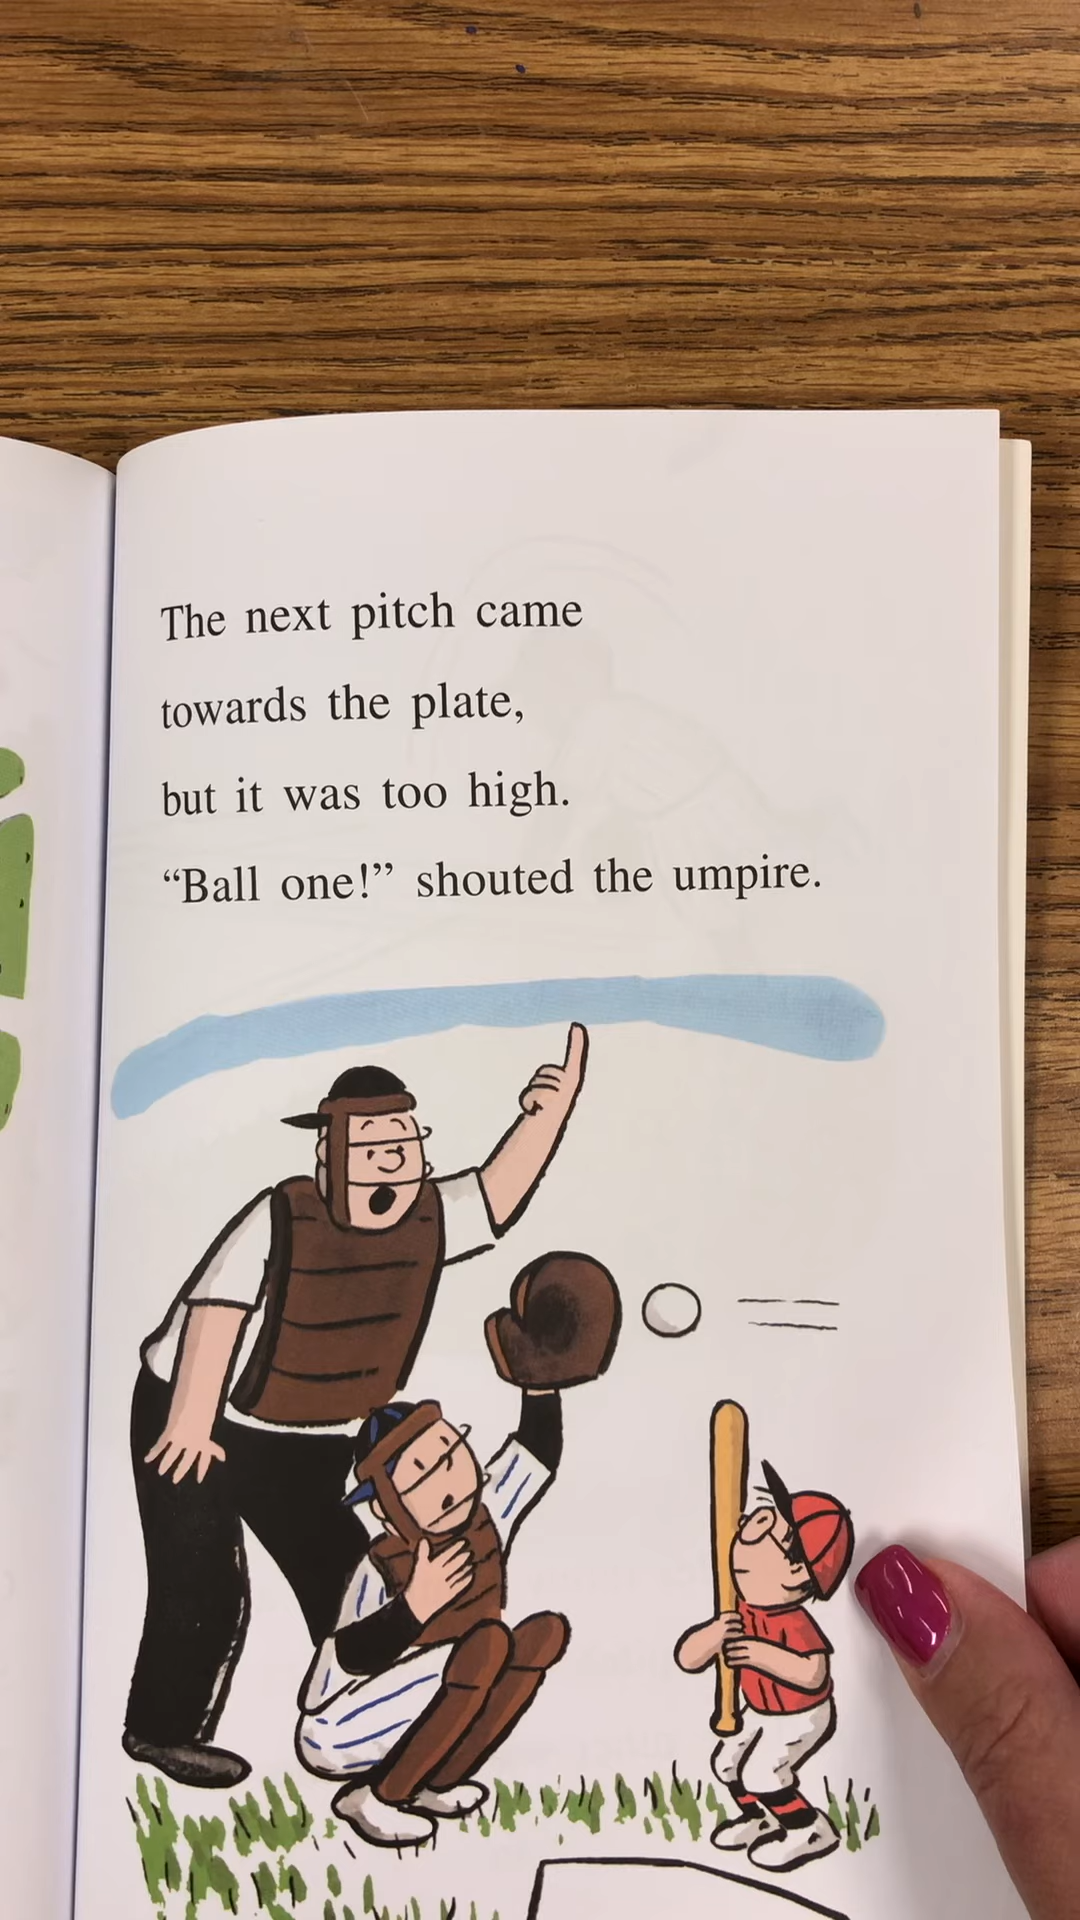 The next pitch came
towards the plate,
but it was too high.
“Ball one!” shouted the umpire.